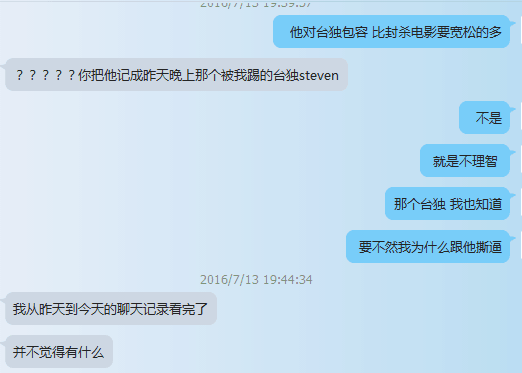 2016/7/13 19:39:37
他对台独包容 比封杀电影要宽松的多
？？？？？你把他记成昨天晚上那个被我踢的台独steven
不是
就是不理智
那个台独 我也知道
要不然我为什么跟他撕逼
2016/7/13 19:44:34
我从昨天到今天的聊天记录看完了
并不觉得有什么